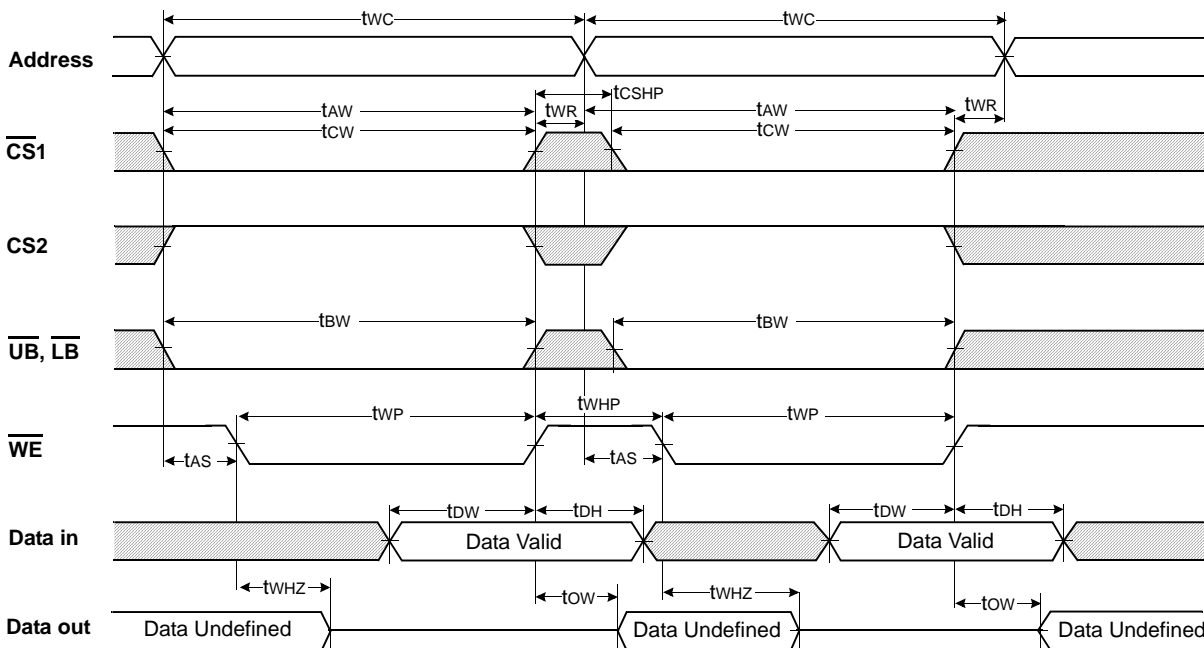 tWC tWC
Address
tCSHP
tAW tWR tAW tWR
tCW tCW
CS1
CS2
tBW tBW
UB, LB
tWP tWHP tWP
WE
tAS tAS
tDW tDH tDW tDH
Data in Data Valid Data Valid
tWHZ tOW tWHZ tOW
Data out Data Undefined Data Undefined Data Undefined